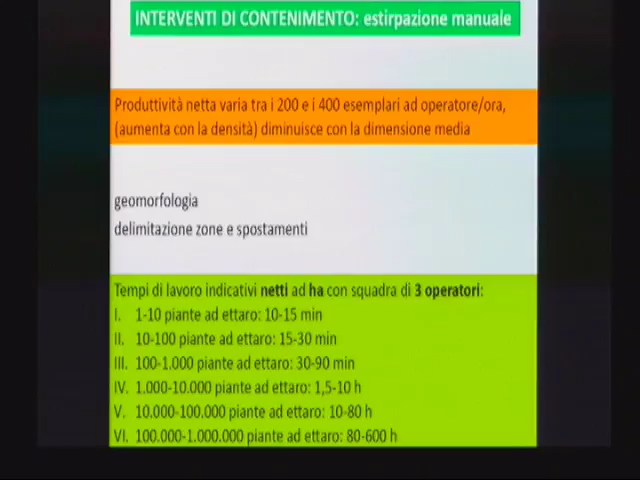 INTERVENTI DI CONTENIMENTO: estirpazione manuale
Produttività netta varia tra i 200 e i 400 esemplari ad operatore/ora,
(aumenta con la densità) diminuisce con la dimensione media
geomorfologia
delimitazione zone e spostamenti
Tempi di lavoro indicativi netti ad ha con squadra di 3 operatori:
I. 1-10 piante ad ettaro: 10-15 min
II. 10-100 piante ad ettaro: 15-30 min
III. 100-1.000 piante ad ettaro: 30-90 min
IV. 1.000-10.000 piante ad ettaro: 1,5-10 h
V. 10.000-100.000 piante ad ettaro: 10-80 h
VI. 100.000-1.000.000 piante ad ettaro: 80-600 h